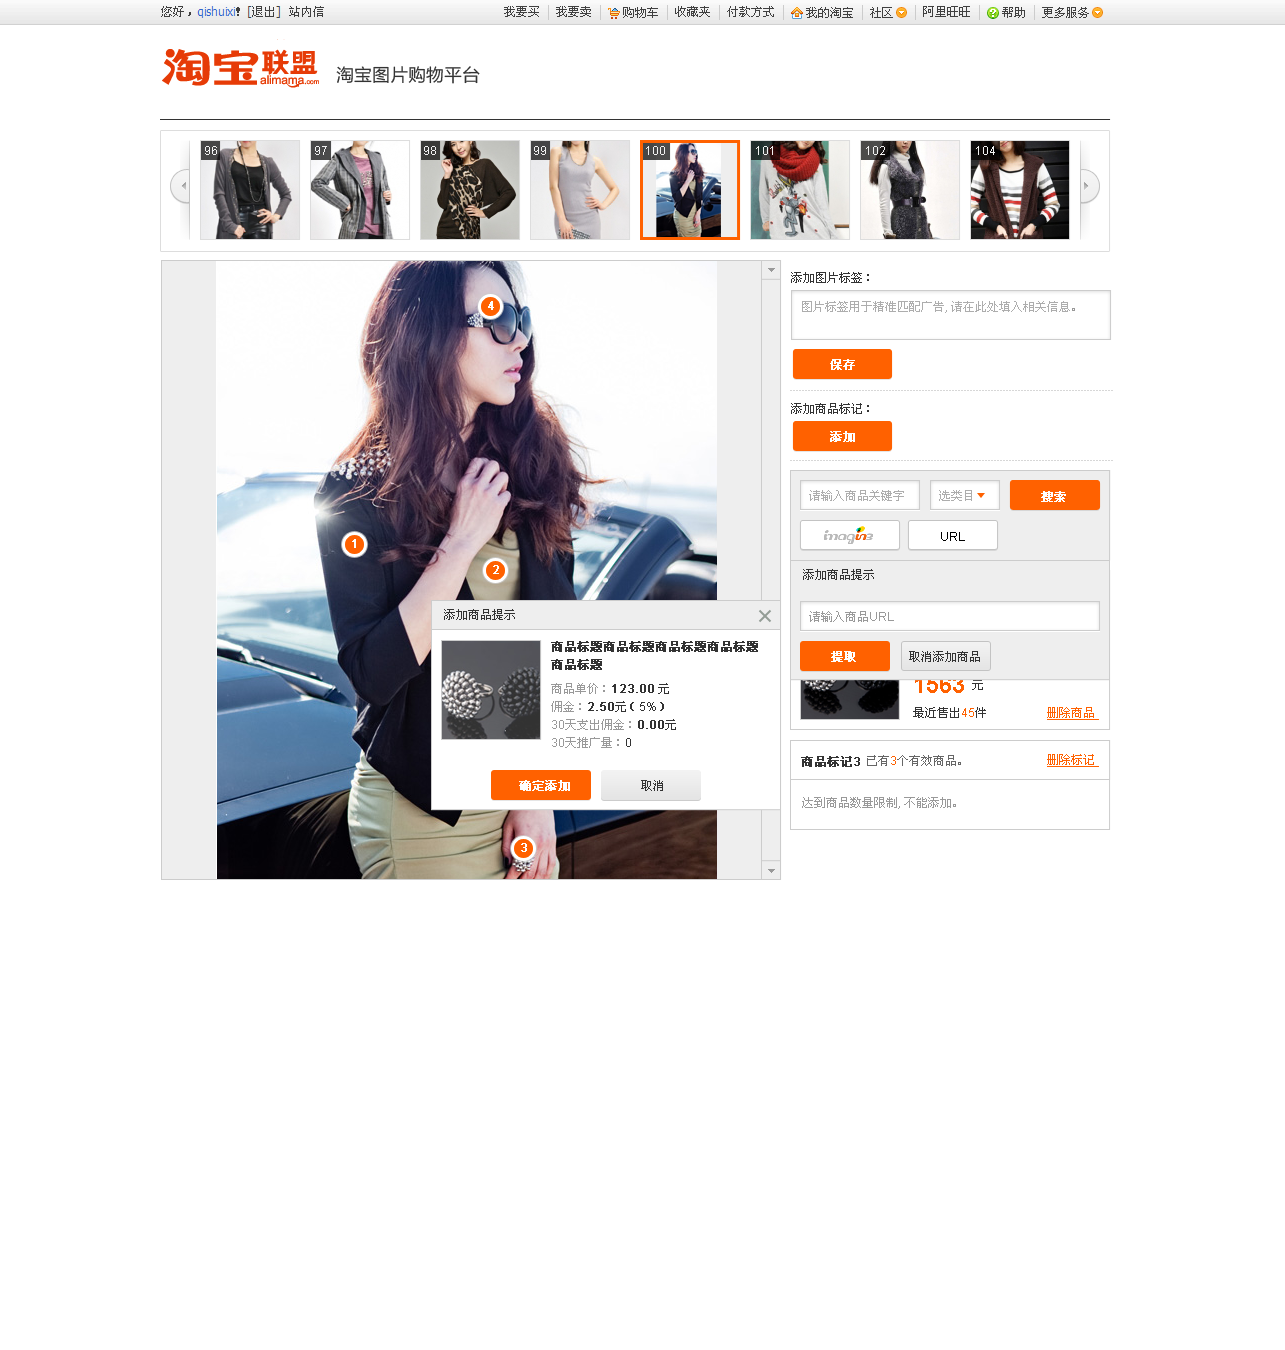 您好，qishuixi! [退出] 站内信
我要买 我要卖 购物车 收藏夹 付款方式 我的淘宝 社区 阿里旺旺 帮助 更多服务
淘宝联盟
alimama.com
淘宝图片购物平台
96 97 98 99 100 101 102 104
添加图片标签：
图片标签用于精准匹配广告,请在此处填入相关信息。
保存
添加商品标记：
添加
请输入商品关键字 选类目 搜索
imagine URL
添加商品提示
请输入商品URL
提取 取消添加商品
1563 元
最近售出45件 删除商品
商品标记3 已有3个有效商品。 删除标记
达到商品数量限制,不能添加。
4
1
2
添加商品提示
商品标题商品标题商品标题商品标题
商品标题
商品单价：123.00 元
佣金：2.50元( 5%)
30天支出佣金：0.00元
30天推广量：0
确定添加 取消
3